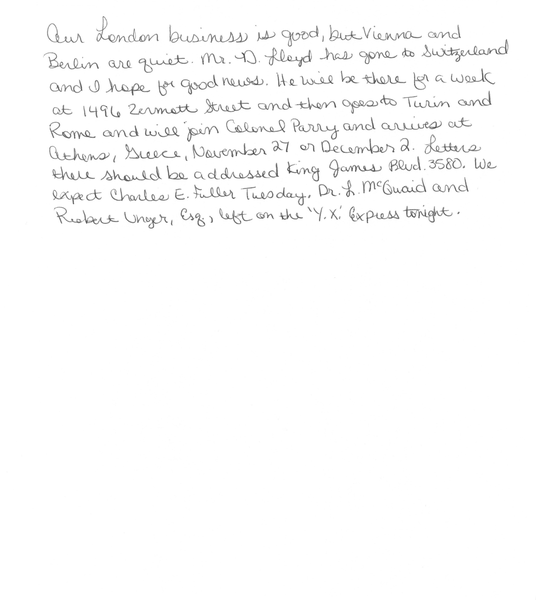 Our London business is good, but Vienna and
Berlin are quiet. Mr. D. Lloyd has gone to Switzerland
and I hope for good news. He will be there for a week
at 1496 Zermott Street and then goes to Turin and
Rome and will join Colonel Parry and arrives at
Athens, Greece, November 27 or December 2. Letters
there should be addressed King James Blvd. 3580. We
expect Charles E. Fuller Tuesday. Dr. L. McQuaid and
Robert Unger, Esq., left on the 'Y.X.' Express tonight.